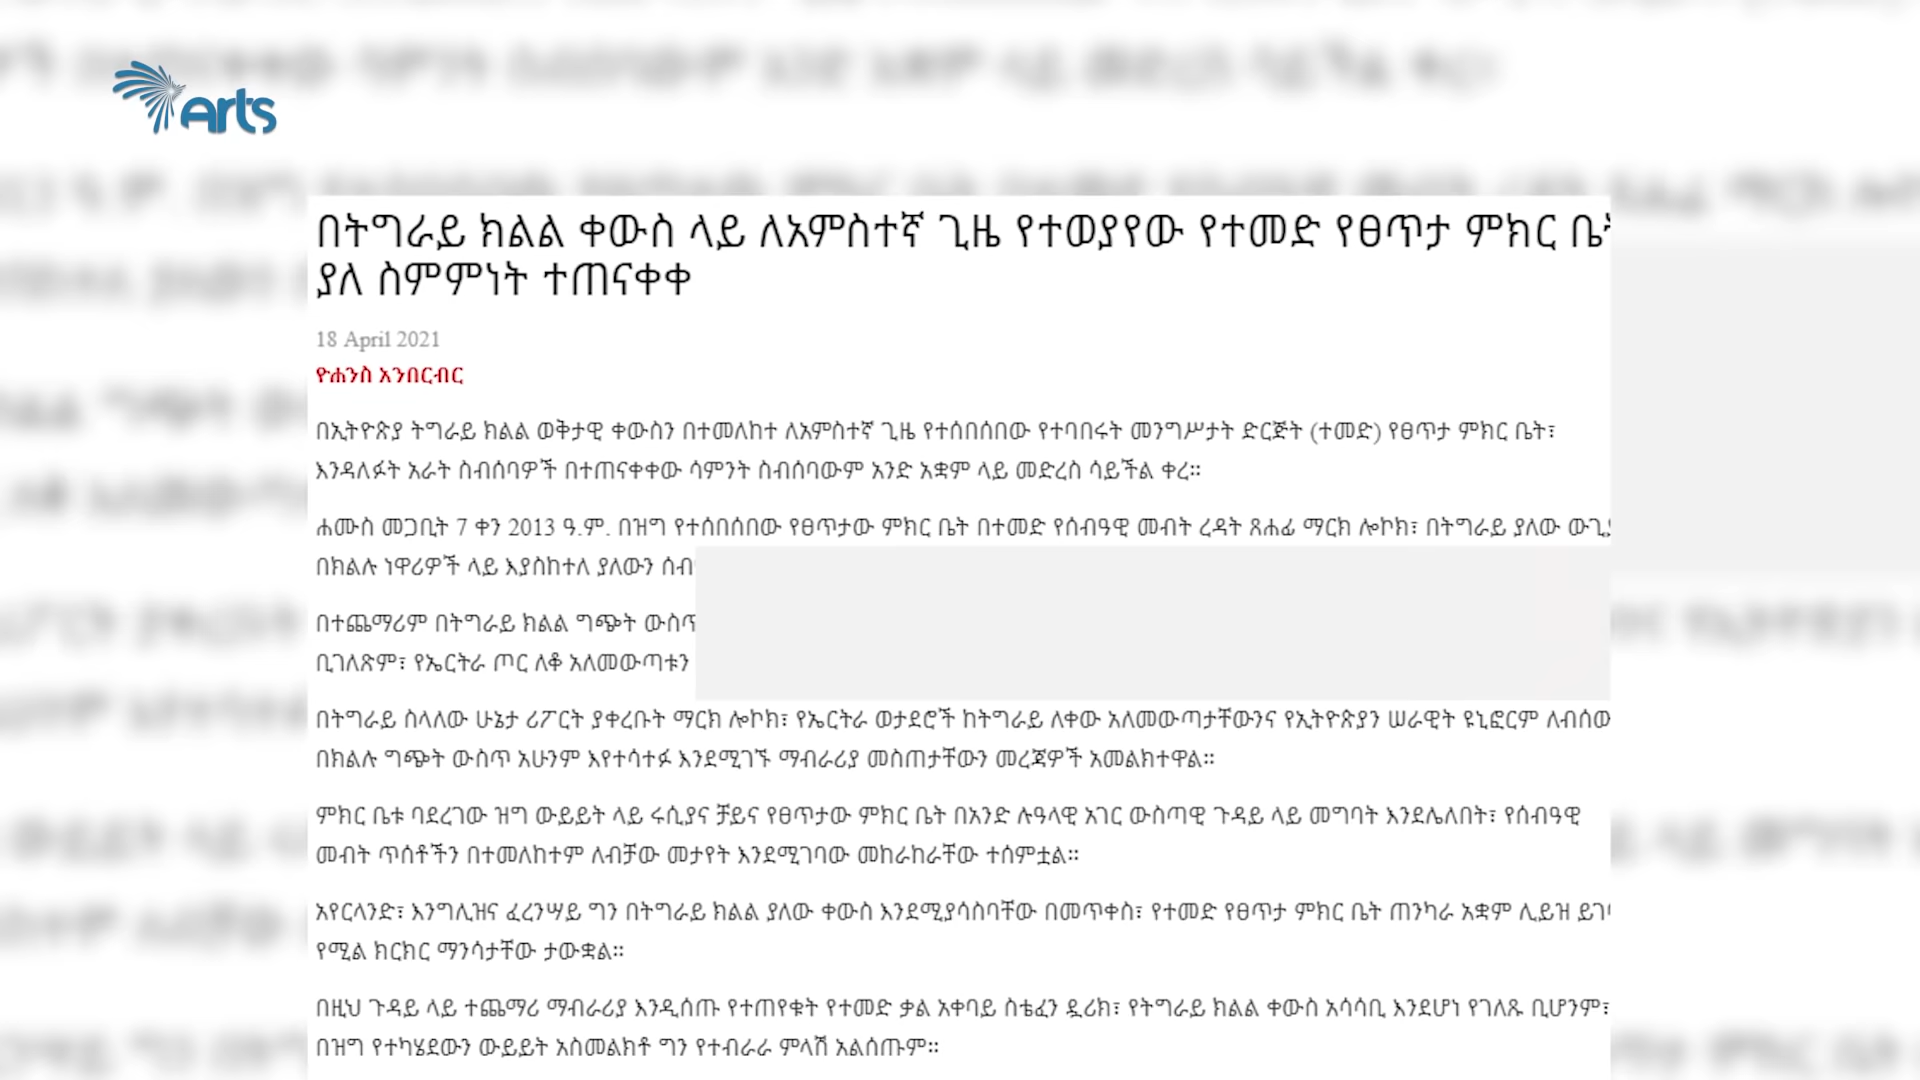 Arts
በትግራይ ክልል ቀውስ ላይ ለአምስተኛ ጊዜ የተወያየው የተመድ የፀጥታ ምክር
ያለ ስምምነት ተጠናቀቀ
18 April 2021
ዮሐንስ አንበርብር
በኢትዮጵያ ትግራይ ክልል ወቅታዊ ቀውስን በተመለከተ ለአምስተኛ ጊዜ የተሰበሰበው የተባበሩት መንግሥታት ድርጅት (ተመድ) የፀጥታ ምክር ቤት፣
እንዳለፉት አራት ስብሰባዎች በተጠናቀቀው ሳምንት ስብሰባውም አንድ አቋም ላይ መድረስ ሳይችል ቀረ።
ሐሙስ መጋቢት 7 ቀን 2013 ዓ.ም. በዝግ የተሰበሰበው የፀጥታው ምክር ቤት በተመድ የሰብዓዊ መብት ረዳት ጸሐፊ ማርክ ሎኮክ፣ በትግራይ ያለው
በክልሉ ነዋሪዎች ላይ እያስከተለ ያለውን
በተጨማሪም በትግራይ ክልል ግጭት ውስጥ
ቢገለጽም፣ የኤርትራ ጦር ለቆ አለመውጣቱን
በትግራይ ስላለው ሁኔታ ሪፖርት ያቀረቡት ማርክ ሎኮክ፣ የኤርትራ ወታደሮች ከትግራይ ለቀው አለመውጣታቸውንና የኢትዮጵያን ሠራዊት ዩኒፎርም ለብሰው
በክልሉ ግጭት ውስጥ አሁንም እየተሳተፉ እንደሚገኙ ማብራሪያ መስጠታቸውን መረጃዎች አመልክተዋል።
ምክር ቤቱ ባደረገው ዝግ ውይይት ላይ ሩሲያና ቻይና የፀጥታው ምክር ቤት በአንድ ሉዓላዊ አገር ውስጣዊ ጉዳይ ላይ መግባት እንደሌለበት፣ የሰብዓዊ
መብት ጥሰቶችን በተመለከተም ለብቻው መታየት እንደሚገባው መከራከራቸው ተሰምቷል።
አየርላንድ፣ እንግሊዝና ፈረንሣይ ግን በትግራይ ክልል ያለው ቀውስ እንደሚያሳስባቸው በመጥቀስ፣ የተመድ የፀጥታ ምክር ቤት ጠንካራ አቋም ሊይዝ
የሚል ክርክር ማንሳታቸው ታውቋል።
በዚህ ጉዳይ ላይ ተጨማሪ ማብራሪያ እንዲሰጡ የተጠየቁት የተመድ ቃል አቀባይ ስቴፈን ዷሪክ፣ የትግራይ ክልል ቀውስ አሳሳቢ እንደሆነ የገለጹ ቢሆንም፣
በዝግ የተካሄደውን ውይይት አስመልክቶ ግን የተብራራ ምላሽ አልሰጡም።